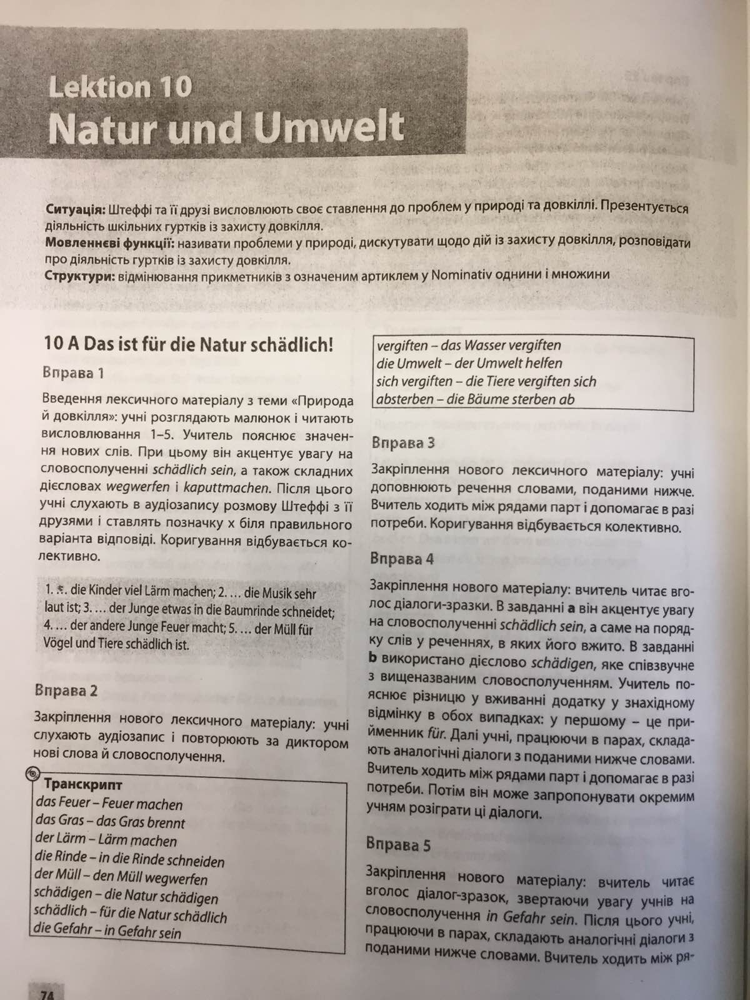 Lektion 10
Natur und Umwelt
Ситуація: Штеффі та її друзі висловлюють своє ставлення до проблем у природі та довкіллі. Презентується
діяльність шкільних гуртків із захисту довкілля.
Мовленнєві функції: називати проблеми у природі, дискутувати щодо дій із захисту довкілля, розповідати
про діяльність гуртків із захисту довкілля.
Структури: відмінювання прикметників з означеним артиклем у Nominativ однини і множини
10 A Das ist für die Natur schädlich!
Вправа 1
Введення лексичного матеріалу з теми «Природа
й довкілля»: учні розглядають малюнок і читають
висловлювання 1–5. Учитель пояснює значен-
ня нових слів. При цьому він акцентує увагу на
словосполученні schädlich sein, а також складних
дієсловах wegwerfen і kaputtmachen. Після цього
учні слухають в аудіозапису розмову Штеффі з її
друзями і ставлять позначку х біля правильного
варіанта відповіді. Коригування відбувається ко-
лективно.
1. ... die Kinder viel Lärm machen; 2. ... die Musik sehr
laut ist; 3. ... der Junge etwas in die Baumrinde schneidet;
4. ... der andere Junge Feuer macht; 5. ... der Müll für
Vögel und Tiere schädlich ist.
Вправа 2
Закріплення нового лексичного матеріалу: учні
слухають аудіозапис і повторюють за диктором
нові слова й словосполучення.
Транскрипт
das Feuer – Feuer machen
das Gras – das Gras brennt
der Lärm – Lärm machen
die Rinde – in die Rinde schneiden
der Müll – den Müll wegwerfen
schädigen – die Natur schädigen
schädlich – für die Natur schädlich
die Gefahr – in Gefahr sein
vergiften – das Wasser vergiften
die Umwelt – der Umwelt helfen
sich vergiften – die Tiere vergiften sich
absterben – die Bäume sterben ab
Вправа 3
Закріплення нового лексичного матеріалу: учні
доповнюють речення словами, поданими нижче.
Вчитель ходить між рядами парт і допомагає в разі
потреби. Коригування відбувається колективно.
Вправа 4
Закріплення нового матеріалу: вчитель читає вго-
лос діалоги-зразки. В завданні a він акцентує увагу
на словосполученні schädlich sein, а саме на поряд-
ку слів у реченнях, в яких його вжито. В завданні
b використано дієслово schädigen, яке співзвучне
з вищеназваним словосполученням. Учитель по-
яснює різницю у вживанні додатку у знахідному
відмінку в обох випадках: у першому – це при-
йменник für. Далі учні, працюючи в парах, склада-
ють аналогічні діалоги з поданими нижче словами.
Вчитель ходить між рядами парт і допомагає в разі
потреби. Потім він може запропонувати окремим
учням розіграти ці діалоги.
Вправа 5
Закріплення нового матеріалу: вчитель читає
вголос діалог-зразок, звертаючи увагу учнів на
словосполучення in Gefahr sein. Після цього учні,
працюючи в парах, складають аналогічні діалоги з
поданими нижче словами. Вчитель ходить між ря-
74